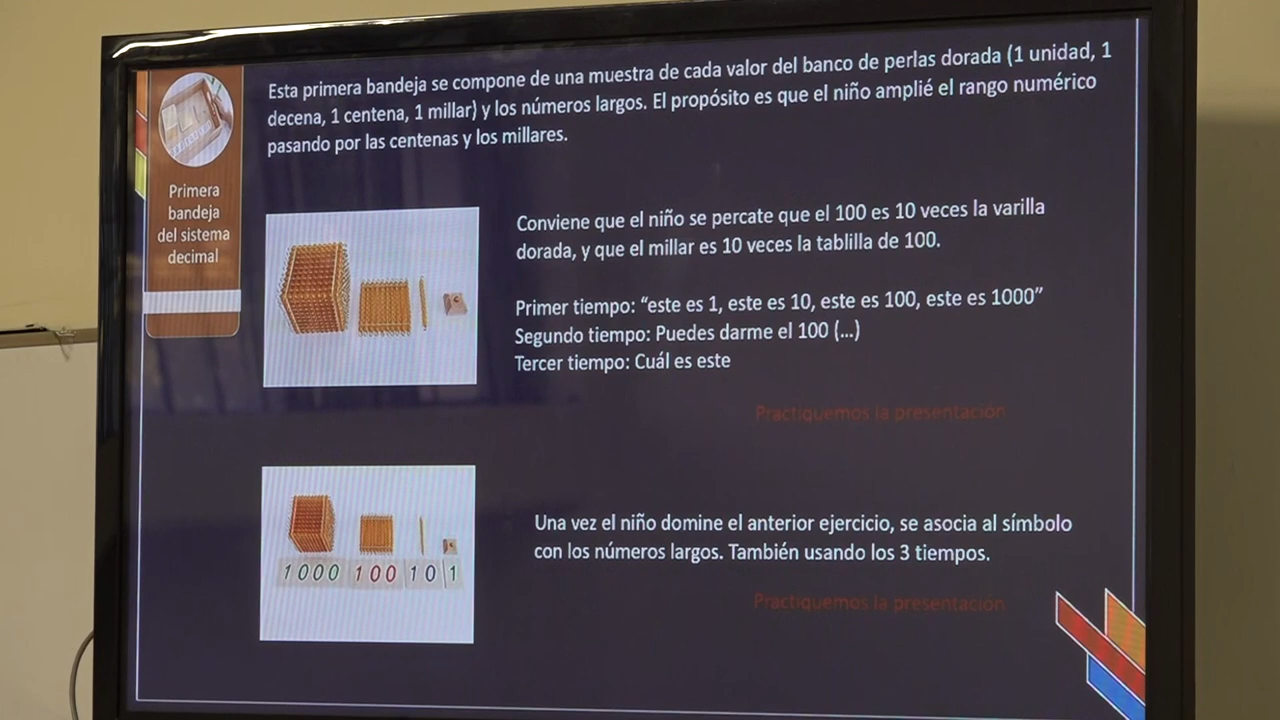 Esta primera bandeja se compone de una muestra de cada valor del banco de perlas dorada (1 unidad, 1
decena, 1 centena, 1 millar) y los números largos. El propósito es que el niño amplié el rango numérico
pasando por las centenas y los millares.
Primera
bandeja
del sistema
decimal
Conviene que el niño se percate que el 100 es 10 veces la varilla
dorada, y que el millar es 10 veces la tablilla de 100.
Primer tiempo: “este es 1, este es 10, este es 100, este es 1000”
Segundo tiempo: Puedes darme el 100 (...)
Tercer tiempo: Cuál es este
Practiquemos la presentación
Una vez el niño domine el anterior ejercicio, se asocia al símbolo
con los números largos. También usando los 3 tiempos.
1000 100 10 1
Practiquemos la presentación